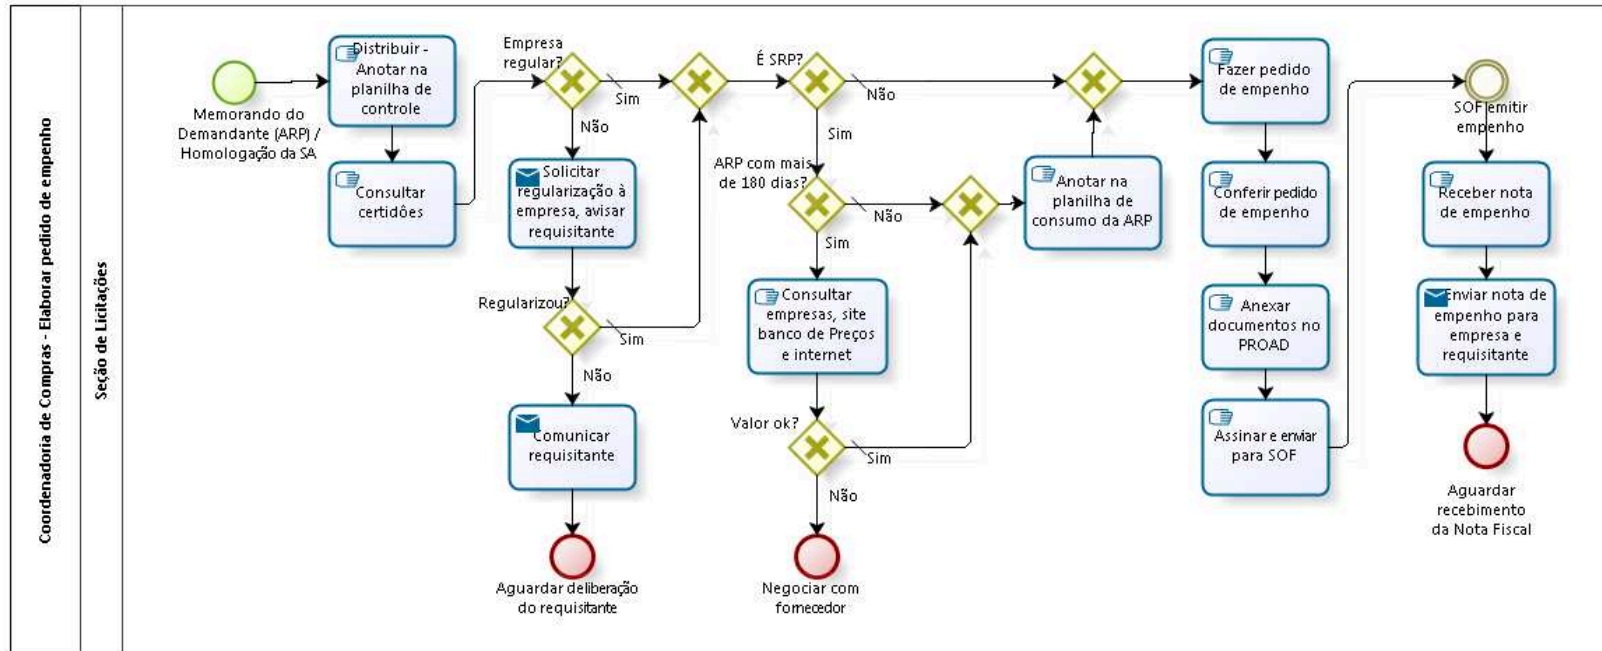 Coordenadoria de Compras - Elaborar pedido de empenho
Seção de Licitações
Memorando do
Demandante (ARP) /
Homologação da SA
Distribuir -
Anotar na
planilha de
controle
Consultar
certidões
Empresa
regular?
Sim
Não
Solicitar
regularização à
empresa, avisar
requisitante
Regularizou?
Sim
Não
Comunicar
requisitante
Aguardar deliberação
do requisitante
É SRP?
Não
Sim
ARP com mais
de 180 dias?
Não
Sim
Consultar
empresas, site
banco de Preços
e internet
Valor ok?
Sim
Não
Negociar com
fornecedor
Anotar na
planilha de
consumo da ARP
Fazer pedido
de empenho
Conferir pedido
de empenho
Anexar
documentos no
PROAD
Assinar e enviar
para SOF
SOF emitir
empenho
Receber nota
de empenho
Enviar nota de
empenho para
empresa e
requisitante
Aguardar
recebimento
da Nota Fiscal